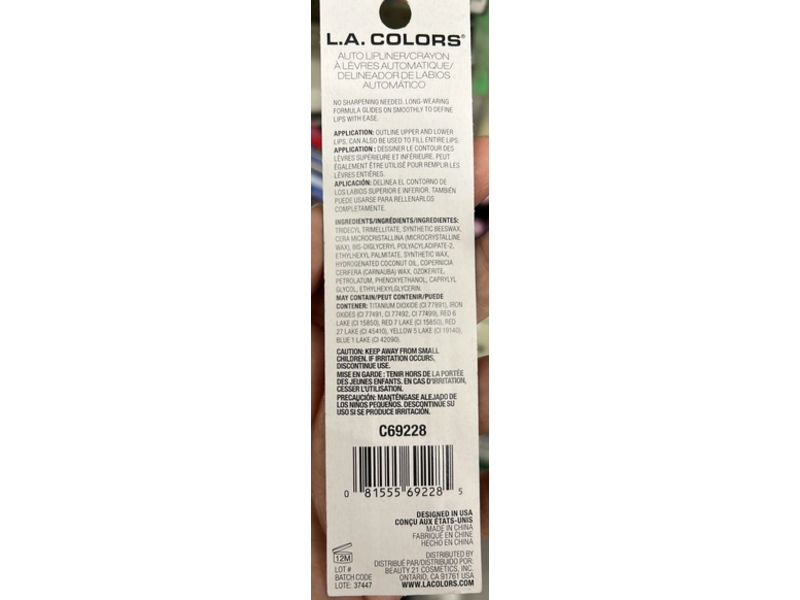 L.A. COLORS®
AUTO LIPLINER/CRAYON
À LÈVRES AUTOMATIQUE/
DELINEADOR DE LABIOS
AUTOMÁTICO
NO SHARPENING NEEDED. LONG-WEARING
FORMULA GLIDES ON SMOOTHLY TO DEFINE
LIPS WITH EASE.
APPLICATION: OUTLINE UPPER AND LOWER
LIPS. CAN ALSO BE USED TO FILL ENTIRE LIPS.
APPLICATION : DESSINER LE CONTOUR DES
LÈVRES SUPÉRIEURE ET INFÉRIEURE. PEUT
ÉGALEMENT ÊTRE UTILISÉ POUR REMPLIR LES
LÈVRES ENTIÈRES.
APLICACIÓN: DELINEA EL CONTORNO DE
LOS LABIOS SUPERIOR E INFERIOR. TAMBIÉN
PUEDE USARSE PARA RELLENARLOS
COMPLETAMENTE.
INGREDIENTS/INGRÉDIENTS/INGREDIENTES:
TRIDECYL TRIMELLITATE, SYNTHETIC BEESWAX,
CERA MICROCRISTALLINA (MICROCRYSTALLINE
WAX), BIS-DIGLYCERYL POLYACYLADIPATE-2,
ETHYLHEXYL PALMITATE, SYNTHETIC WAX,
HYDROGENATED COCONUT OIL, COPERNICIA
CERIFERA (CARNAUBA) WAX, OZOKERITE,
PETROLATUM, PHENOXYETHANOL, CAPRYLYL
GLYCOL, ETHYLHEXYLGLYCERIN.
MAY CONTAIN/PEUT CONTENIR/PUEDE
CONTENER: TITANIUM DIOXIDE (CI 77891), IRON
OXIDES (CI 77491, CI 77492, CI 77499), RED 6
LAKE (CI 15850), RED 7 LAKE (CI 15850), RED
27 LAKE (CI 45410), YELLOW 5 LAKE (CI 19140),
BLUE 1 LAKE (CI 42090).
CAUTION: KEEP AWAY FROM SMALL
CHILDREN. IF IRRITATION OCCURS,
DISCONTINUE USE.
MISE EN GARDE : TENIR HORS DE LA PORTÉE
DES JEUNES ENFANTS. EN CAS D'IRRITATION,
CESSER L'UTILISATION.
PRECAUCIÓN: MANTÉNGASE ALEJADO DE
LOS NIÑOS PEQUEÑOS. DESCONTINÚE SU
USO SI SE PRODUCE IRRITACIÓN.
C69228
0 81555 69228 5
DESIGNED IN USA
CONÇU AUX ÉTATS-UNIS
MADE IN CHINA
FABRIQUÉ EN CHINE
HECHO EN CHINA
12M
LOT #
BATCH CODE
LOTE: 37447
DISTRIBUTED BY
DISTRIBUÉ PAR/DISTRIBUIDO POR:
BEAUTY 21 COSMETICS, INC.
ONTARIO, CA 91761 USA
WWW.LACOLORS.COM